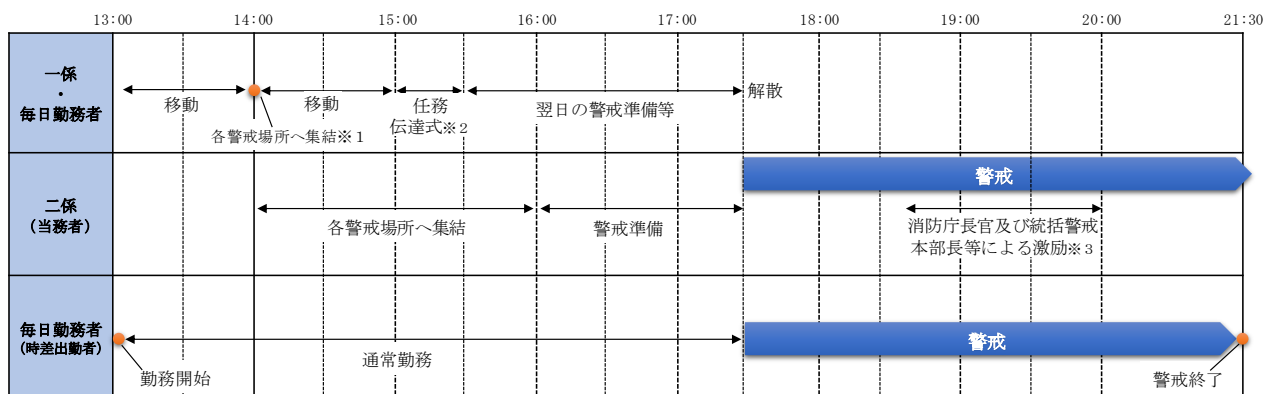 13:00 14:00 15:00 16:00 17:00 18:00 19:00 20:00 21:30
一係
・
毎日勤務者
移動
移動
任務
伝達式※２
翌日の警戒準備等
解散
各警戒場所へ集結※１
二係
（当務者）
各警戒場所へ集結
警戒準備
警戒
消防庁長官及び統括警戒
本部長等による激励※３
毎日勤務者
（時差出勤者）
勤務開始
通常勤務
警戒
警戒終了